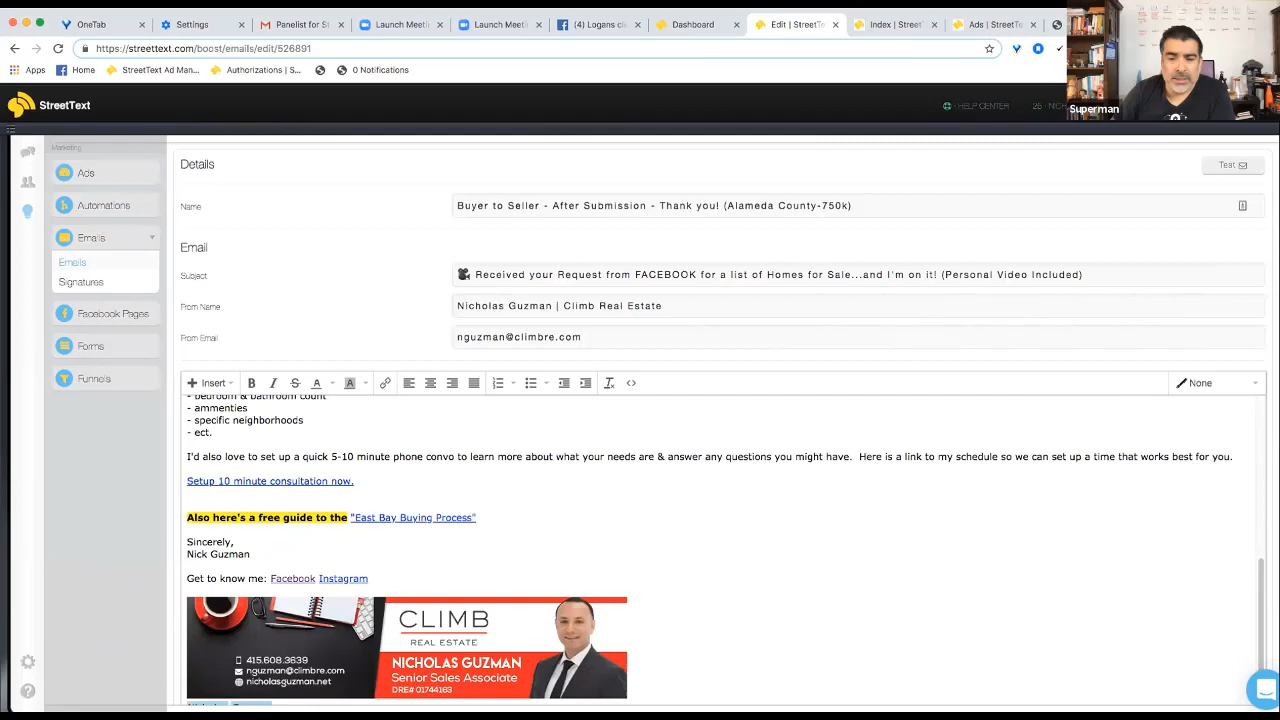 OneTab
Settings
Panelist for S
Launch Meeti
Launch Meeti
(4) Logans cl
Dashboard
Edit | StreetTe
Index | StreetT
Ads | StreetTe
https://streettext.com/boost/emails/edit/526891
Apps
Home
StreetText Ad Man...
Authorizations | S...
0 Notifications
Superman
StreetText
HELP CENTER
25
Marketing
Ads
Automations
Emails
Emails
Signatures
Facebook Pages
Forms
Funnels
Details
Test
Name
Buyer to Seller - After Submission - Thank you! (Alameda County-750k)
Email
Subject
Received your Request from FACEBOOK for a list of Homes for Sale...and I'm on it! (Personal Video Included)
From Name
Nicholas Guzman | Climb Real Estate
From Email
nguzman@climbre.com
Insert
B I S A A
None
- bedroom & bathroom count
- ammenties
- specific neighborhoods
- ect.
I'd also love to set up a quick 5-10 minute phone convo to learn more about what your needs are & answer any questions you might have. Here is a link to my schedule so we can set up a time that works best for you.
Setup 10 minute consultation now.
Also here's a free guide to the "East Bay Buying Process"
Sincerely,
Nick Guzman
Get to know me: Facebook Instagram
CLIMB
REAL ESTATE
415.608.3639
nguzman@climbre.com
nicholasguzman.net
NICHOLAS GUZMAN
Senior Sales Associate
DRE# 01744163